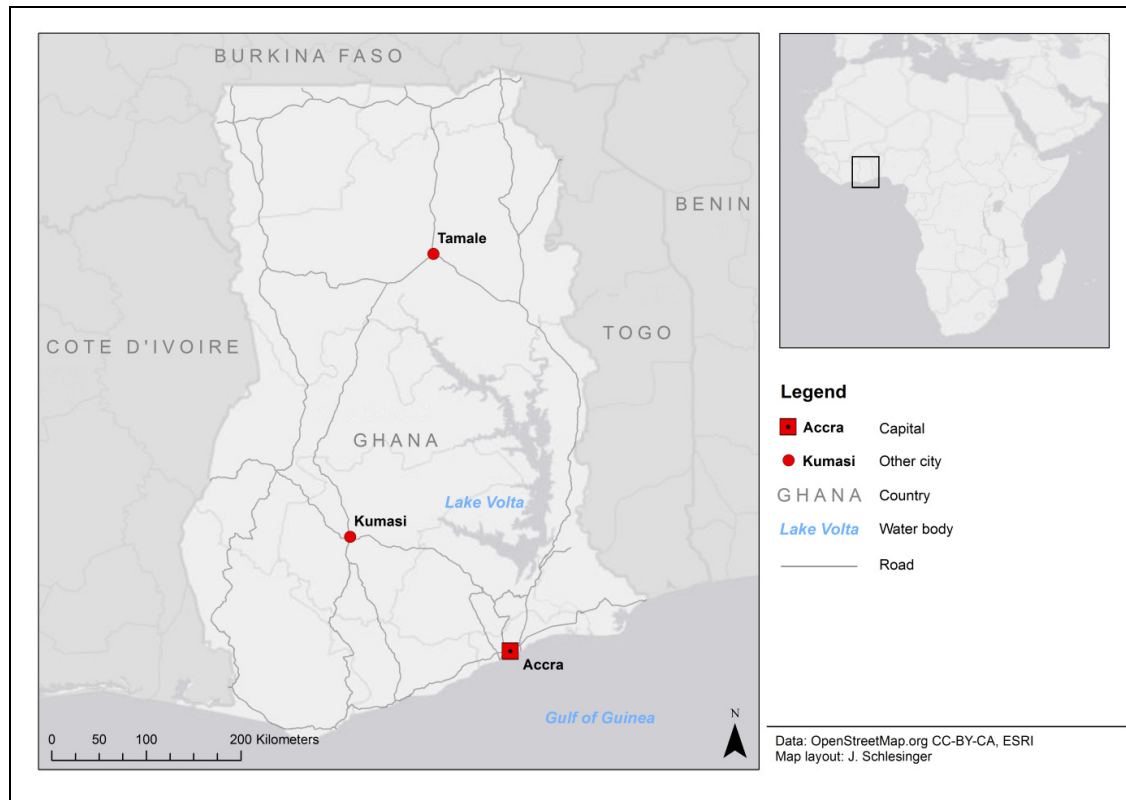 BURKINA FASO
BENIN
Tamale
TOGO
COTE D'IVOIRE
GHANA
Lake Volta
Kumasi
Accra
Gulf of Guinea
N
0 50 100 200 Kilometers
Legend
Accra Capital
Kumasi Other city
GHANA Country
Lake Volta Water body
Road
Data: OpenStreetMap.org CC-BY-CA, ESRI
Map layout: J. Schlesinger